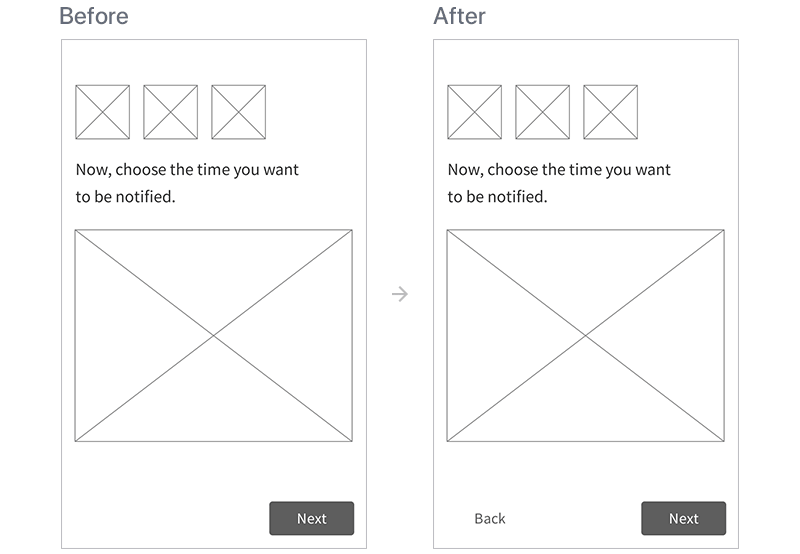 Before
Now, choose the time you want
to be notified.
Next
After
Now, choose the time you want
to be notified.
Back
Next